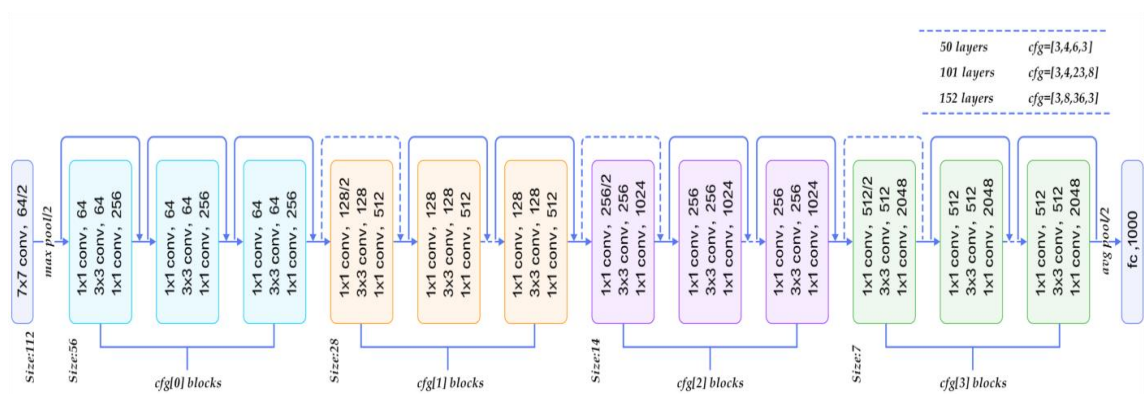 50 layers cfg=[3,4,6,3]
101 layers cfg=[3,4,23,8]
152 layers cfg=[3,8,36,3]
7x7 conv, 64/2
max pool/2
1x1 conv, 64
3x3 conv, 64
1x1 conv, 256
1x1 conv, 64
3x3 conv, 64
1x1 conv, 256
1x1 conv, 64
3x3 conv, 64
1x1 conv, 256
1x1 conv, 128/2
3x3 conv, 128
1x1 conv, 512
1x1 conv, 128
3x3 conv, 128
1x1 conv, 512
1x1 conv, 128
3x3 conv, 128
1x1 conv, 512
1x1 conv, 256/2
3x3 conv, 256
1x1 conv, 1024
1x1 conv, 256
3x3 conv, 256
1x1 conv, 1024
1x1 conv, 256
3x3 conv, 256
1x1 conv, 1024
1x1 conv, 512/2
3x3 conv, 512
1x1 conv, 2048
1x1 conv, 512
3x3 conv, 512
1x1 conv, 2048
1x1 conv, 512
3x3 conv, 512
1x1 conv, 2048
avg pool/2
fc ,1000
Size:112
Size:56
cfg[0] blocks
Size:28
cfg[1] blocks
Size:14
cfg[2] blocks
Size:7
cfg[3] blocks